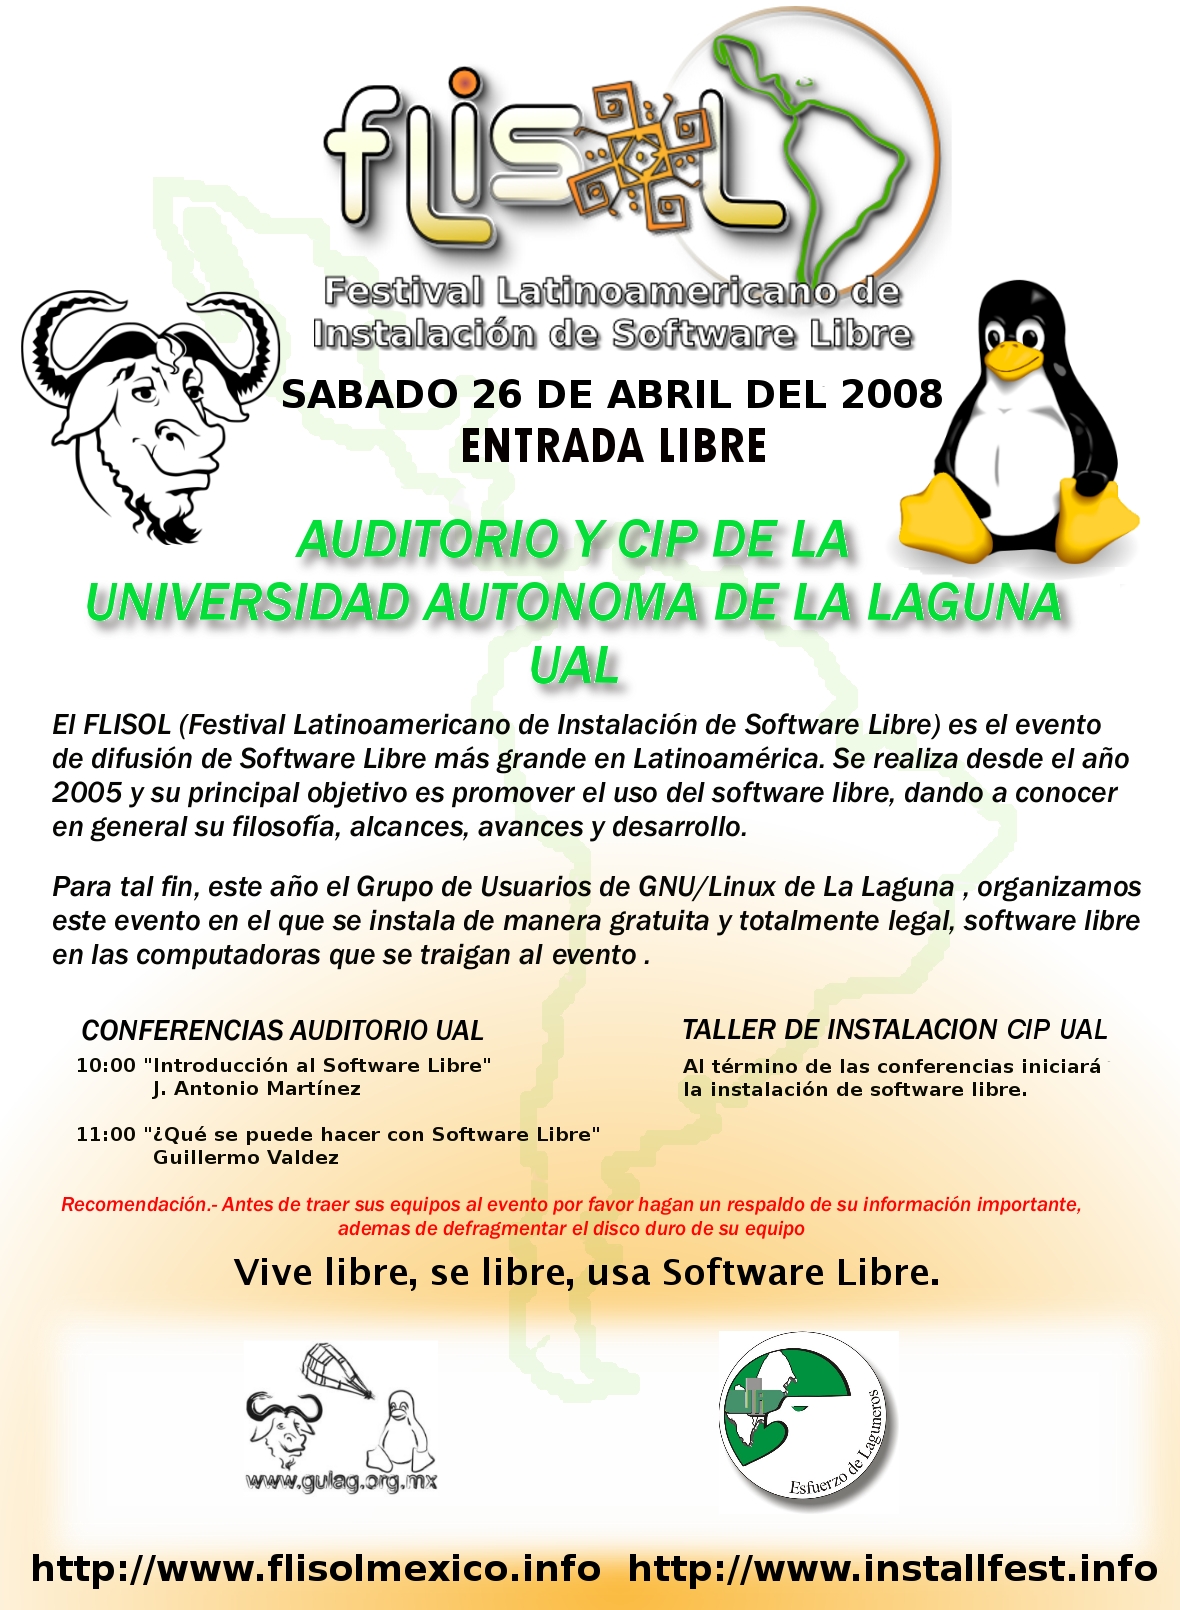 FLISOL
Festival Latinoamericano de
Instalación de Software Libre
SABADO 26 DE ABRIL DEL 2008
ENTRADA LIBRE
AUDITORIO Y CIP DE LA
UNIVERSIDAD AUTONOMA DE LA LAGUNA
UAL
El FLISOL (Festival Latinoamericano de Instalación de Software Libre) es el evento
de difusión de Software Libre más grande en Latinoamérica. Se realiza desde el año
2005 y su principal objetivo es promover el uso del software libre, dando a conocer
en general su filosofía, alcances, avances y desarrollo.
Para tal fin, este año el Grupo de Usuarios de GNU/Linux de La Laguna , organizamos
este evento en el que se instala de manera gratuita y totalmente legal, software libre
en las computadoras que se traigan al evento .
CONFERENCIAS AUDITORIO UAL
10:00 "Introducción al Software Libre"
J. Antonio Martínez
11:00 "¿Qué se puede hacer con Software Libre"
Guillermo Valdez
TALLER DE INSTALACION CIP UAL
Al término de las conferencias iniciará
la instalación de software libre.
Recomendación.- Antes de traer sus equipos al evento por favor hagan un respaldo de su información importante,
ademas de defragmentar el disco duro de su equipo
Vive libre, se libre, usa Software Libre.
www.gulag.org.mx
Esfuerzo de Laguneros
http://www.flisolmexico.info http://www.installfest.info